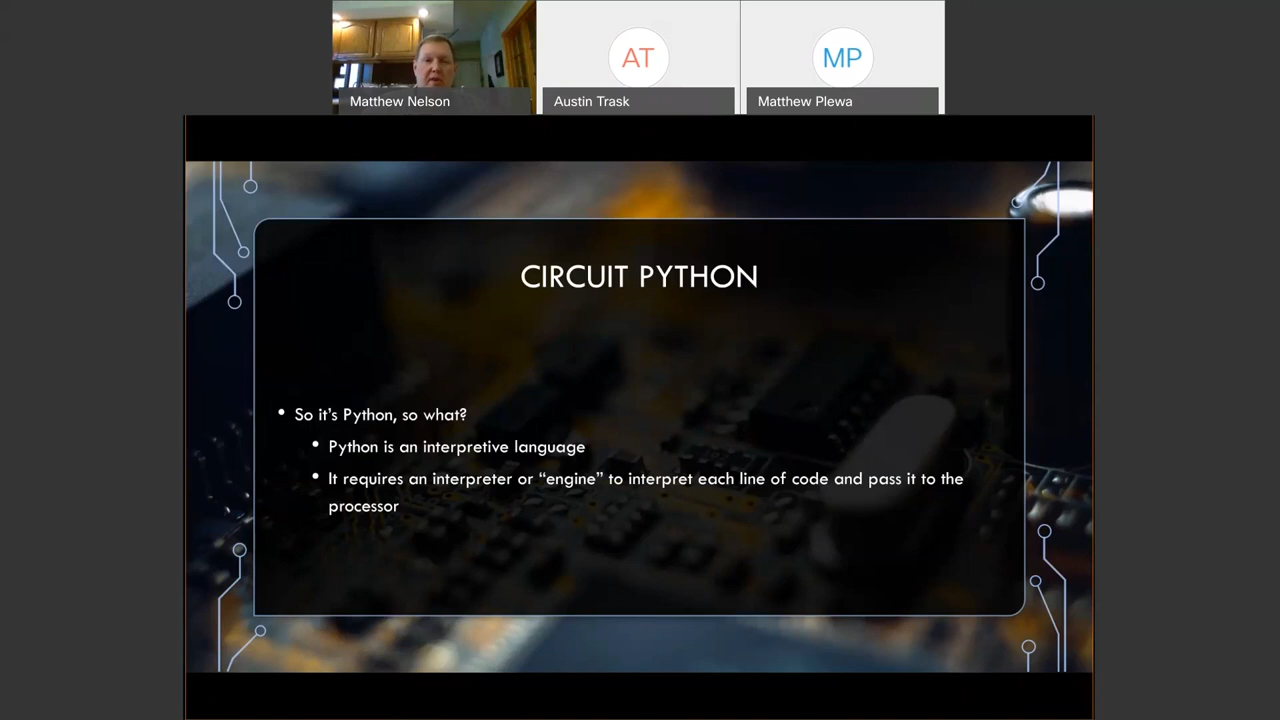 Matthew Nelson
AT
Austin Trask
MP
Matthew Plewa
CIRCUIT PYTHON
• So it's Python, so what?
• Python is an interpretive language
• It requires an interpreter or “engine” to interpret each line of code and pass it to the
processor